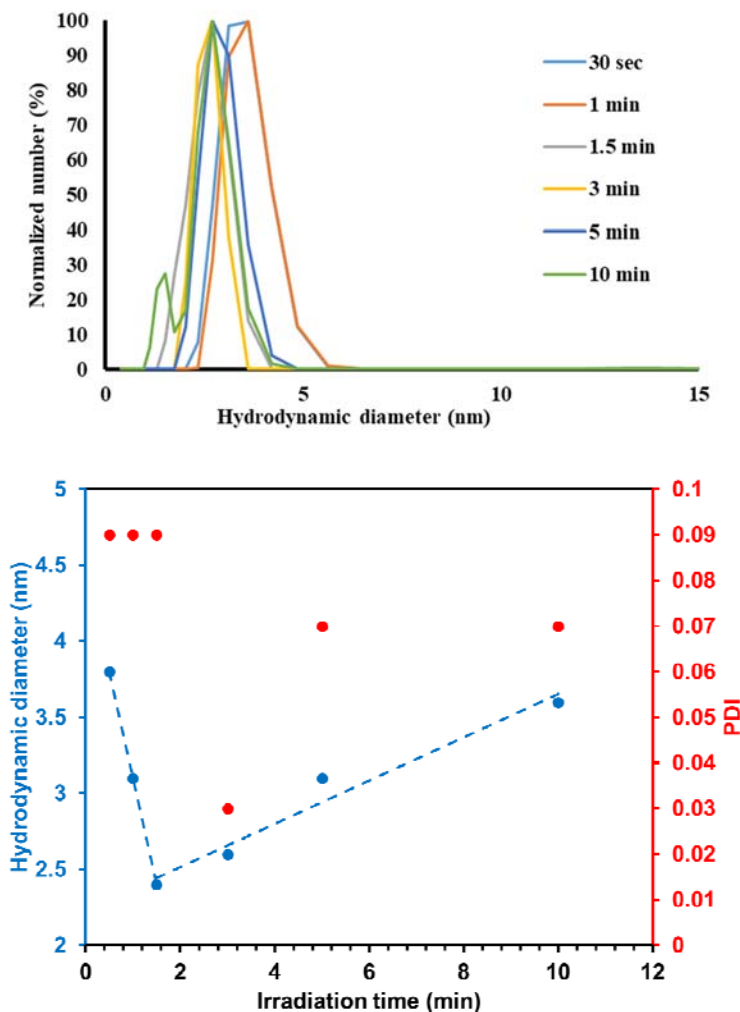 100
90
80
70
60
50
40
30
20
10
0
Normalized number (%)
30 sec
1 min
1.5 min
3 min
5 min
10 min
0 5 10 15
Hydrodynamic diameter (nm)
5
4.5
4
3.5
3
2.5
2
Hydrodynamic diameter (nm)
0.1
0.09
0.08
0.07
0.06
0.05
0.04
0.03
0.02
0.01
0
PDI
0 2 4 6 8 10 12
Irradiation time (min)